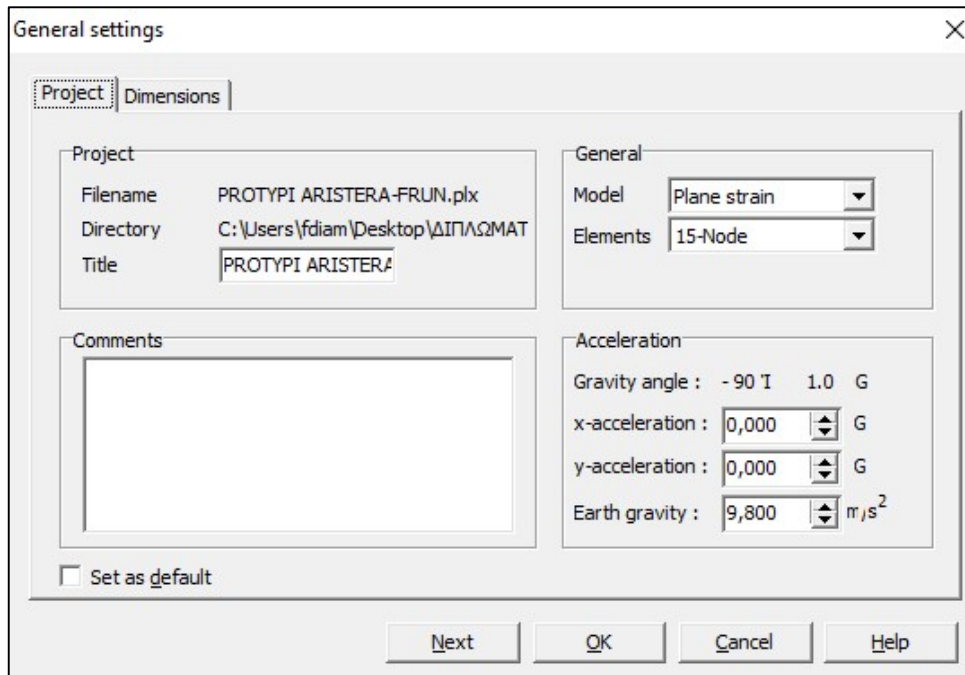 General settings
Project Dimensions
Project
Filename PROTYPI ARISTERA-FRUN.plx
Directory C:\Users\fdiam\Desktop\ΔΙΠΛΩΜΑΤ
Title PROTYPI ARISTERA
General
Model Plane strain
Elements 15-Node
Comments
Acceleration
Gravity angle : - 90 Ί 1.0 G
x-acceleration : 0,000 G
y-acceleration : 0,000 G
Earth gravity : 9,800 m/s²
Set as default
Next OK Cancel Help